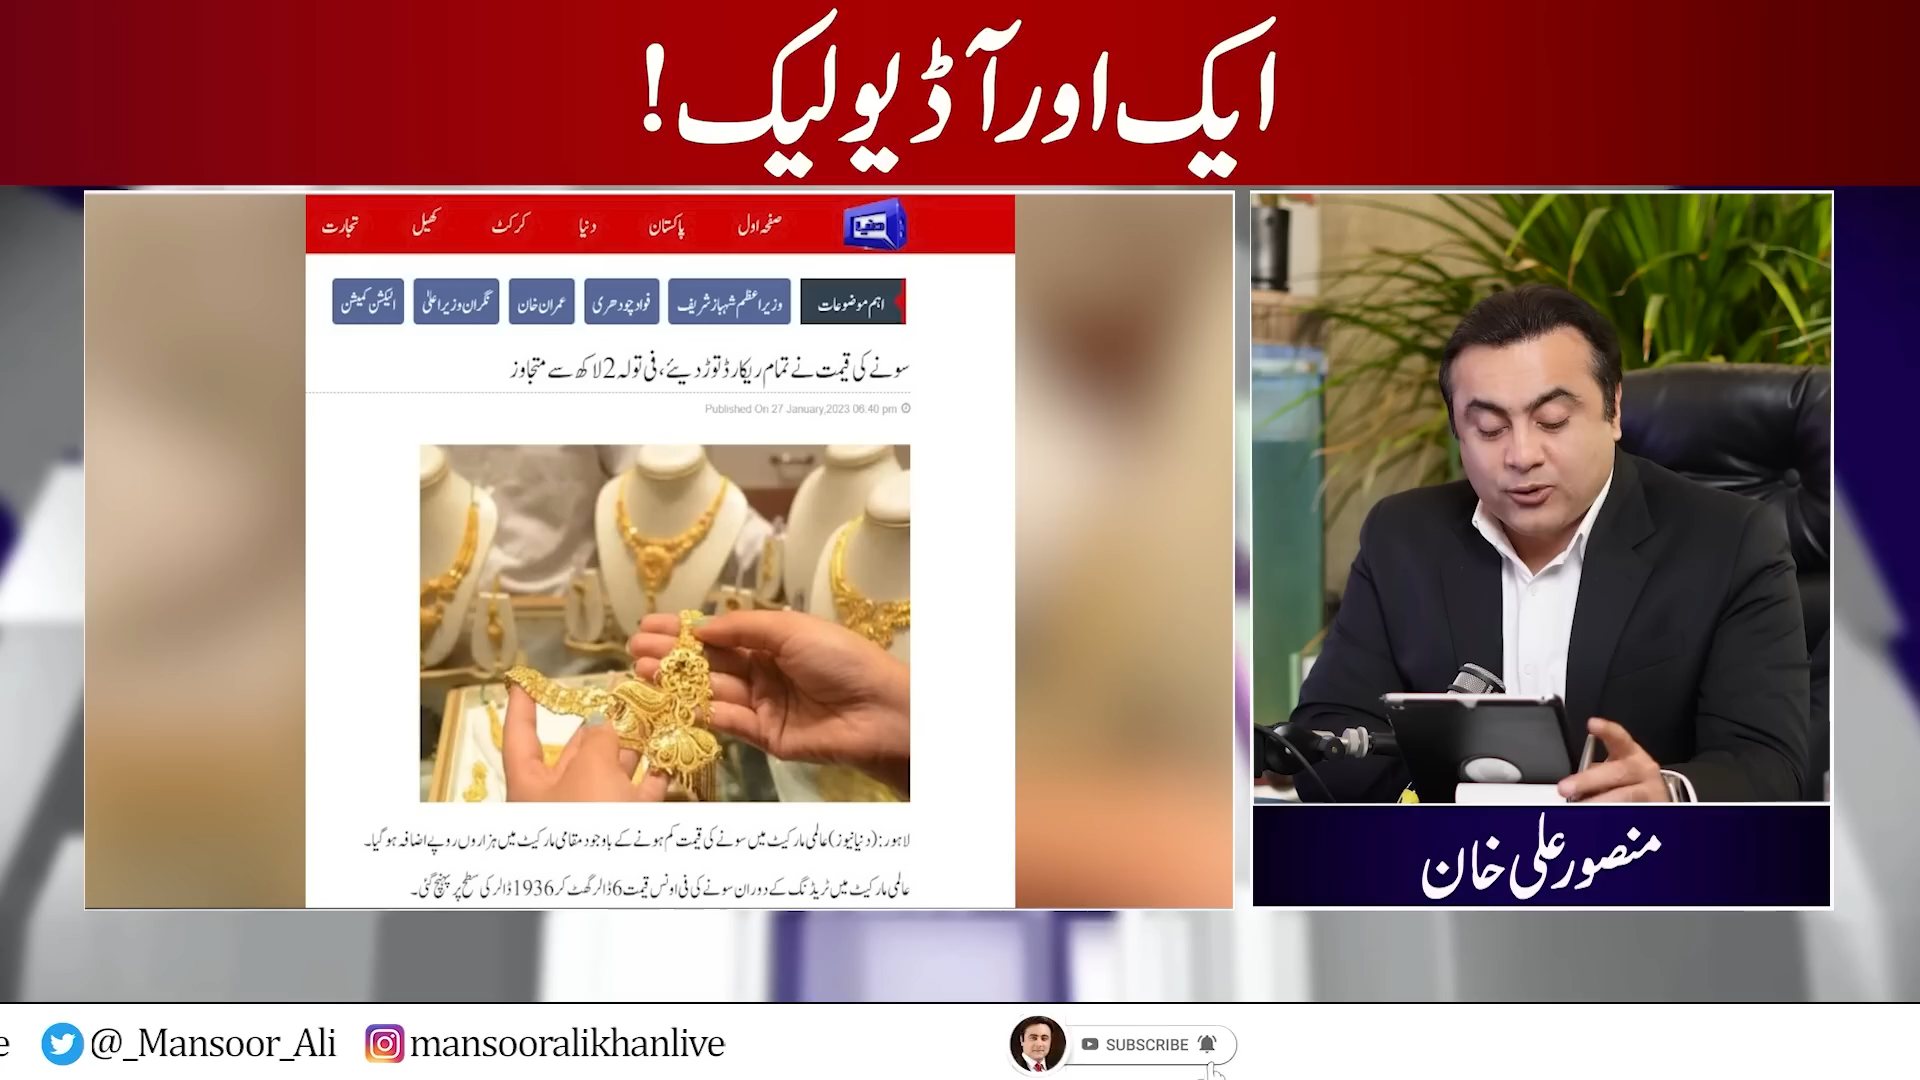 ایک اور آڈیو لیک!
صفحہ اول پاکستان دنیا کرکٹ کھیل تجارت
دنیا
اہم موضوعات وزیراعظم شہباز شریف فواد چودھری عمران خان نگران وزیراعلیٰ الیکشن کمیشن
سونے کی قیمت نے تمام ریکارڈ توڑ دیئے، فی تولہ 2 لاکھ سے متجاوز
Published On 27 January,2023 06:40 pm
لاہور: (دنیا نیوز) عالمی مارکیٹ میں سونے کی قیمت کم ہونے کے باوجود مقامی مارکیٹ میں ہزاروں روپے اضافہ ہو گیا۔
عالمی مارکیٹ میں ٹریڈنگ کے دوران سونے کی فی اونس قیمت 6 ڈالر گھٹ کر 1936 ڈالر کی سطح پر پہنچ گئی۔
منصور علی خان
e @_Mansoor_Ali mansooralikhanlive SUBSCRIBE